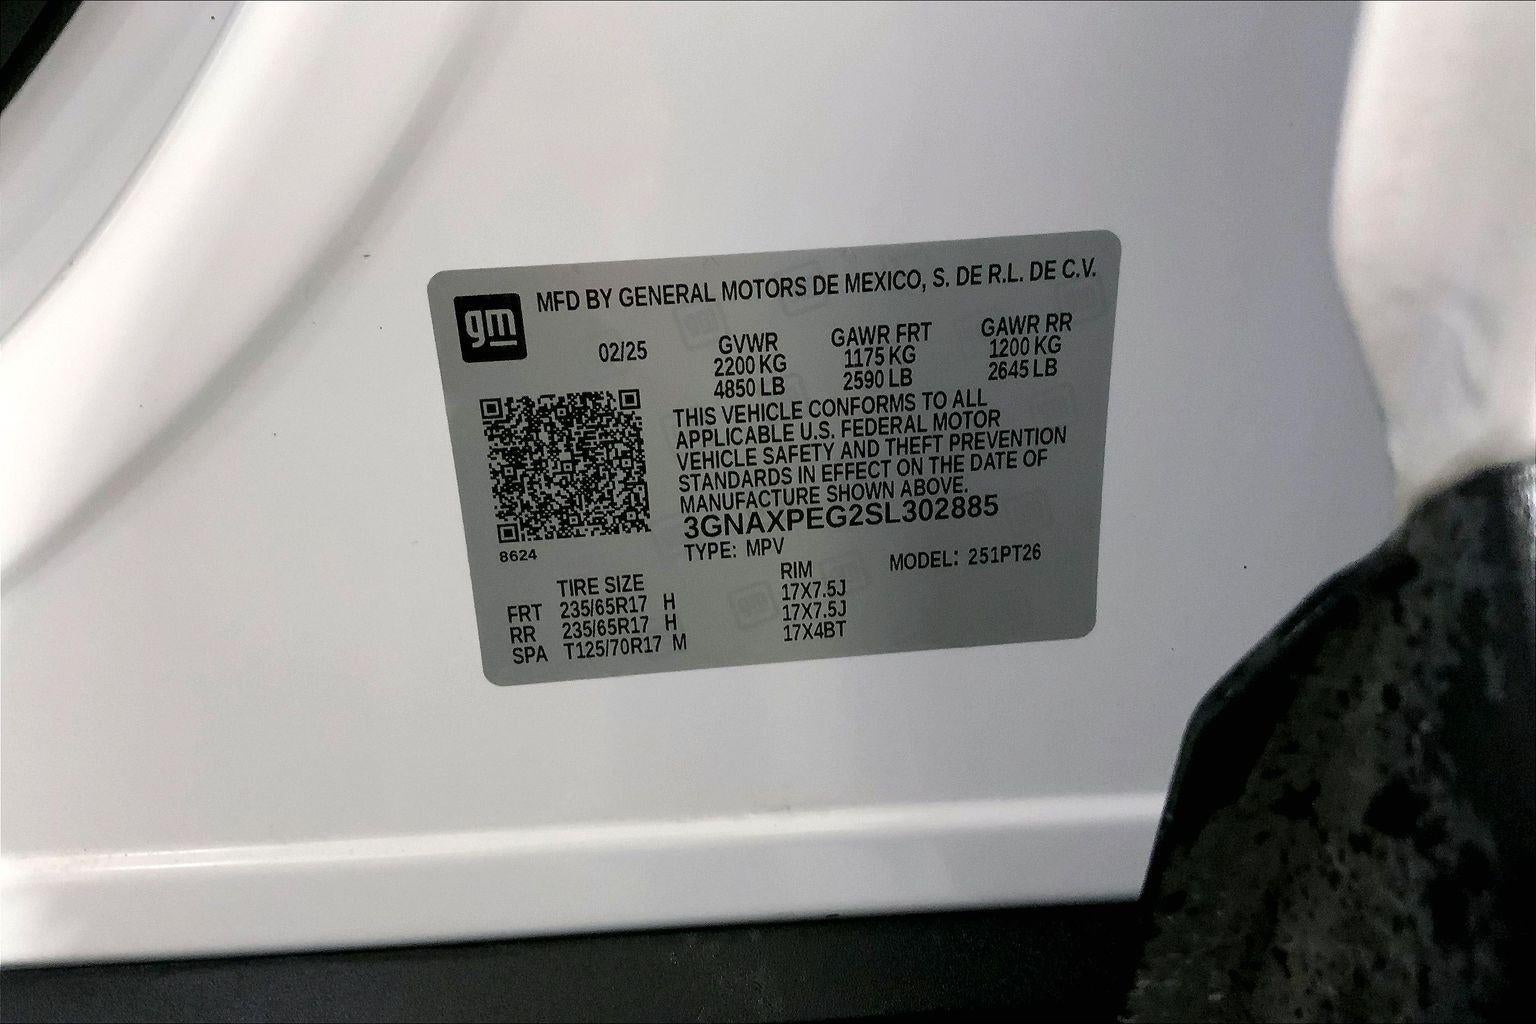 gm
MFD BY GENERAL MOTORS DE MEXICO, S. DE R.L. DE C.V.
02/25 GVWR GAWR FRT GAWR RR
2200 KG 1175 KG 1200 KG
4850 LB 2590 LB 2645 LB
THIS VEHICLE CONFORMS TO ALL
APPLICABLE U.S. FEDERAL MOTOR
VEHICLE SAFETY AND THEFT PREVENTION
STANDARDS IN EFFECT ON THE DATE OF
MANUFACTURE SHOWN ABOVE.
3GNAXPEG2SL302885
8624
TYPE: MPV MODEL: 251PT26
TIRE SIZE RIM
FRT 235/65R17 H 17X7.5J
RR 235/65R17 H 17X7.5J
SPA T125/70R17 M 17X4BT